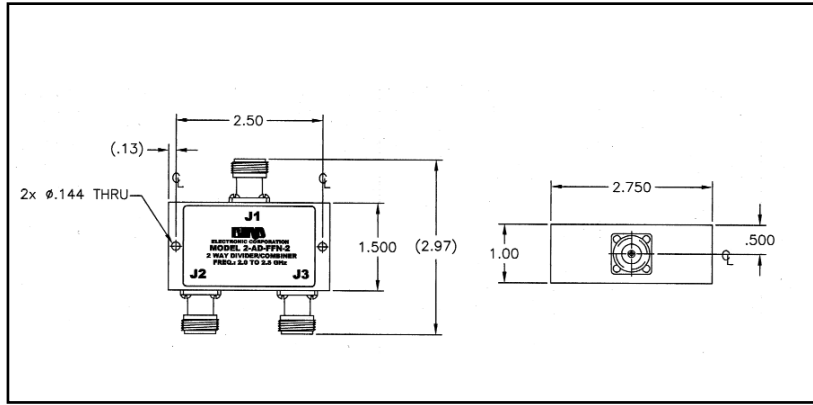 2.50
(.13)
℄
℄
2x ø.144 THRU
J1
BIRD
ELECTRONIC CORPORATION
MODEL 2-AD-FFN-2
2 WAY DIVIDER/COMBINER
FREQ.: 2.0 TO 2.5 GHz
J2
J3
1.500
(2.97)
2.750
1.00
.500
℄